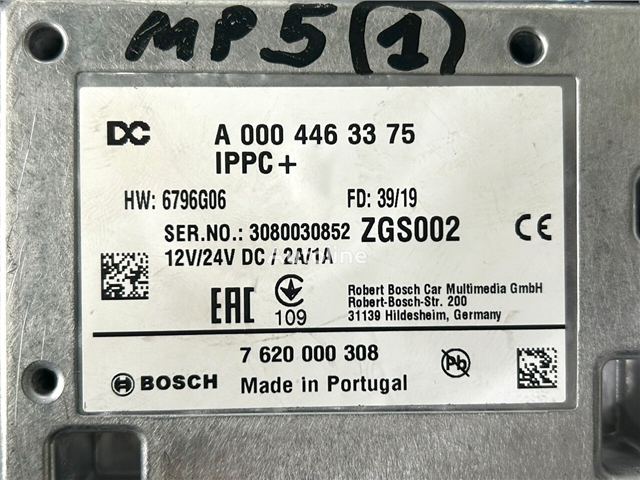 MP5 (1)
DC A 000 446 33 75
IPPC+
HW: 6796G06 FD: 39/19
SER.NO.: 3080030852 ZGS002 CE
12V/24V DC / 2A/1A
Autoline
EAC 109
Robert Bosch Car Multimedia GmbH
Robert-Bosch-Str. 200
31139 Hildesheim, Germany
7 620 000 308
BOSCH Made in Portugal
Pb